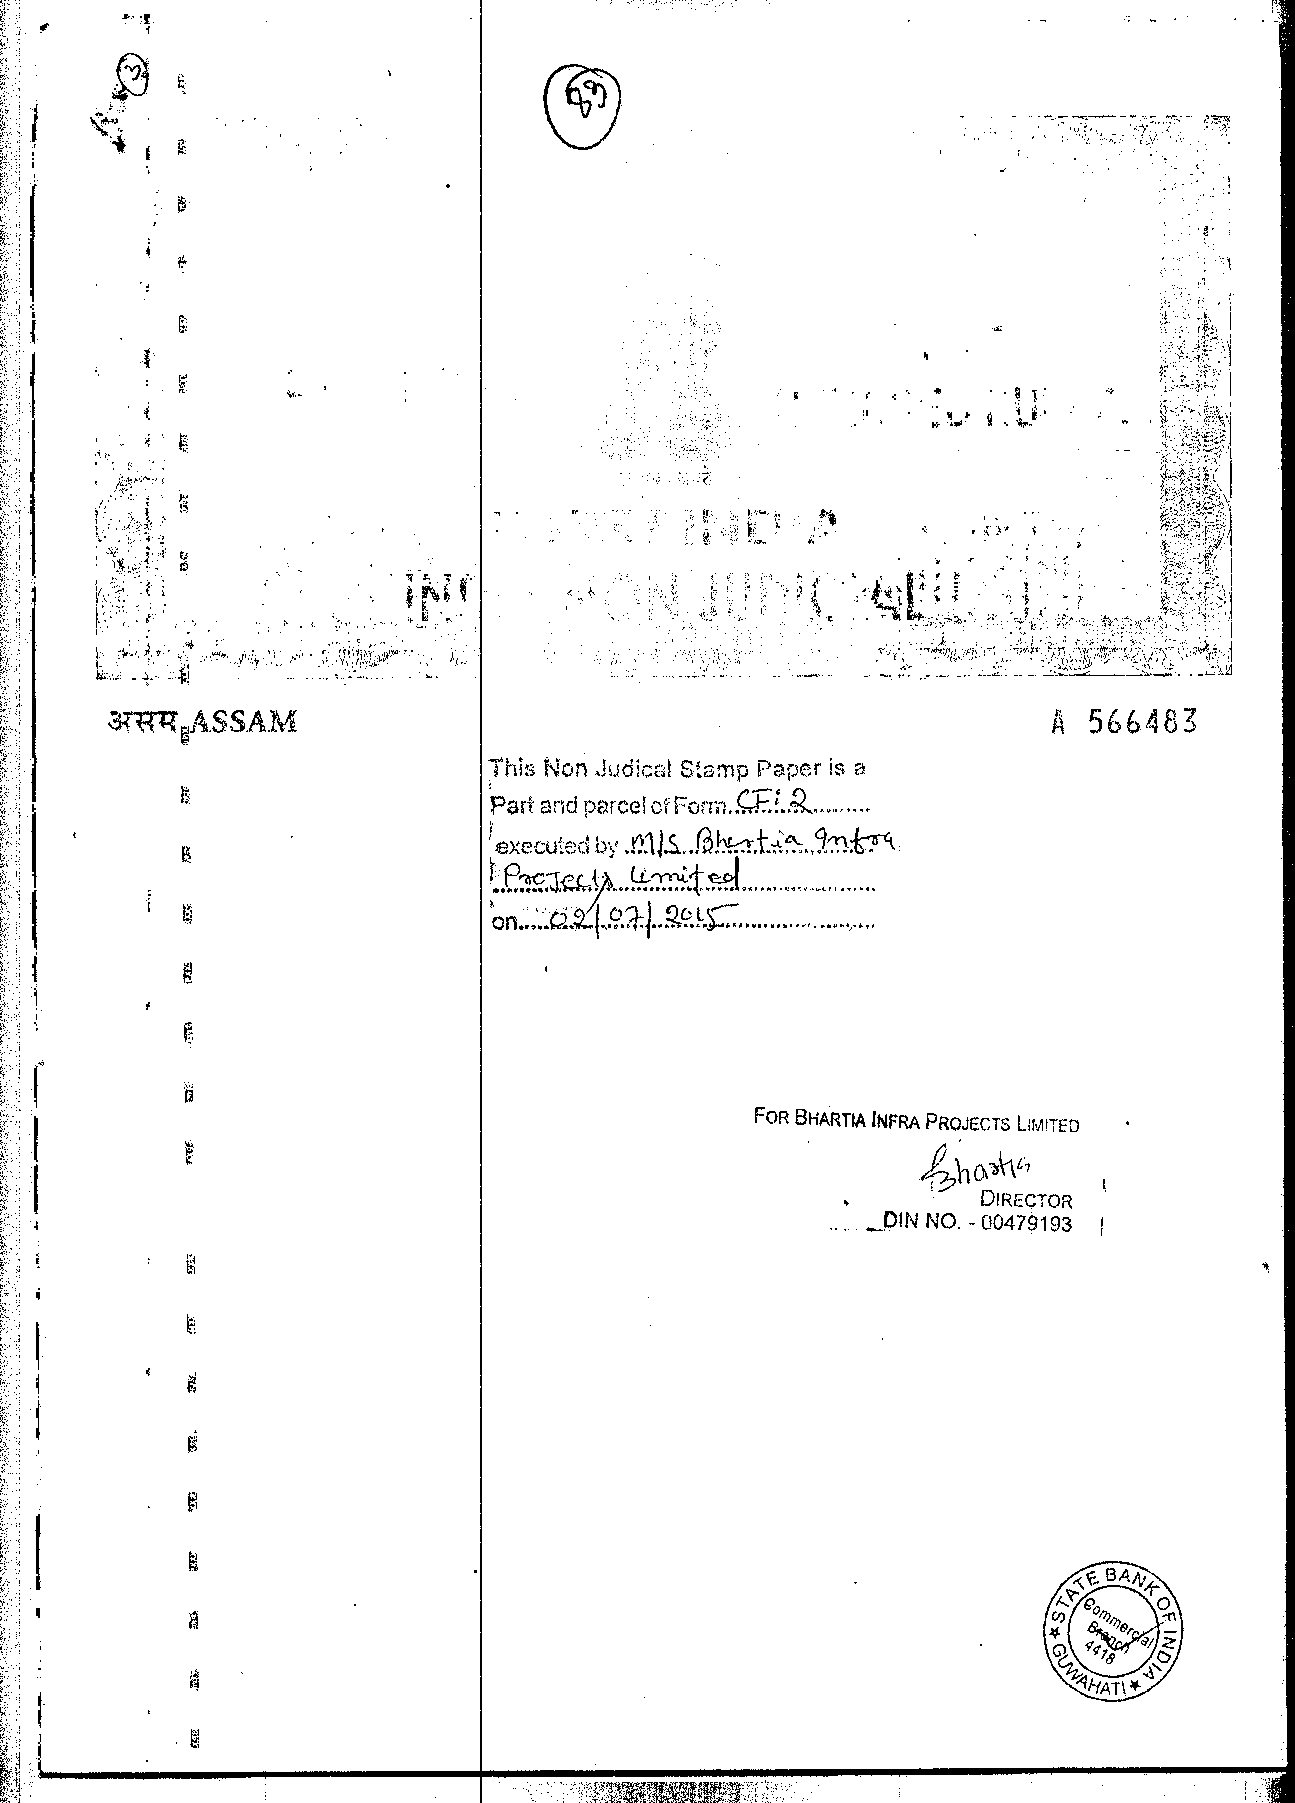 3
INDIA
NON JUDICIAL
असम ASSAM
A 566483
This Non Judical Stamp Paper is a
Part and parcel of Form CFi 2
executed by M/S Bhartia Infra
Projects Limited
on 02/07/2015
FOR BHARTIA INFRA PROJECTS LIMITED
Bhartia
DIRECTOR
DIN NO. - 00479193
STATE BANK OF INDIA
Commercial
Branch
4418
GUWAHATI